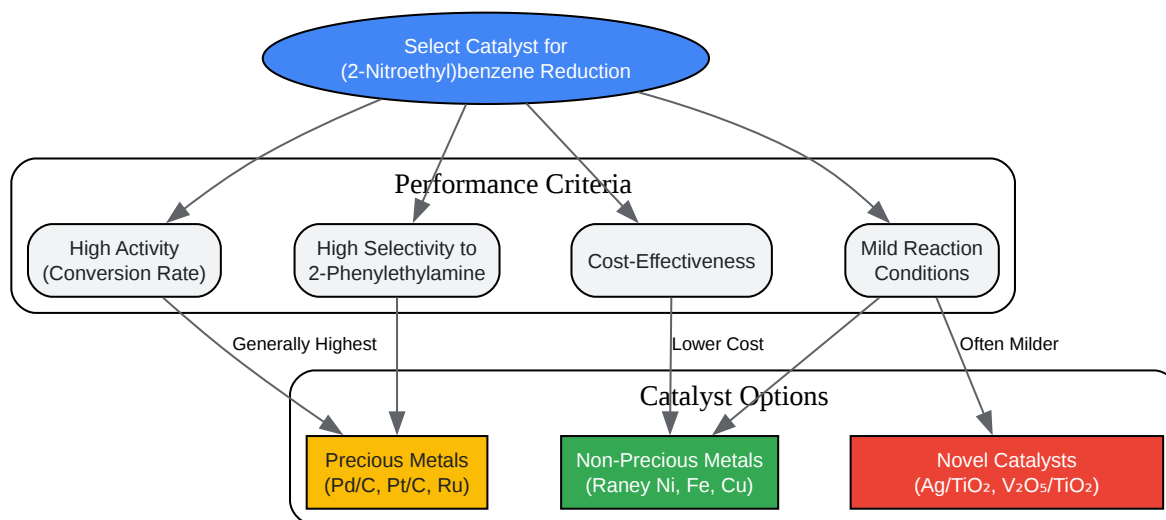 Select Catalyst for
(2-Nitroethyl)benzene Reduction
Performance Criteria
High Activity
(Conversion Rate)
High Selectivity to
2-Phenylethylamine
Cost-Effectiveness
Mild Reaction
Conditions
Generally Highest
Lower Cost
Often Milder
Catalyst Options
Precious Metals
(Pd/C, Pt/C, Ru)
Non-Precious Metals
(Raney Ni, Fe, Cu)
Novel Catalysts
(Ag/TiO₂, V₂O₅/TiO₂)